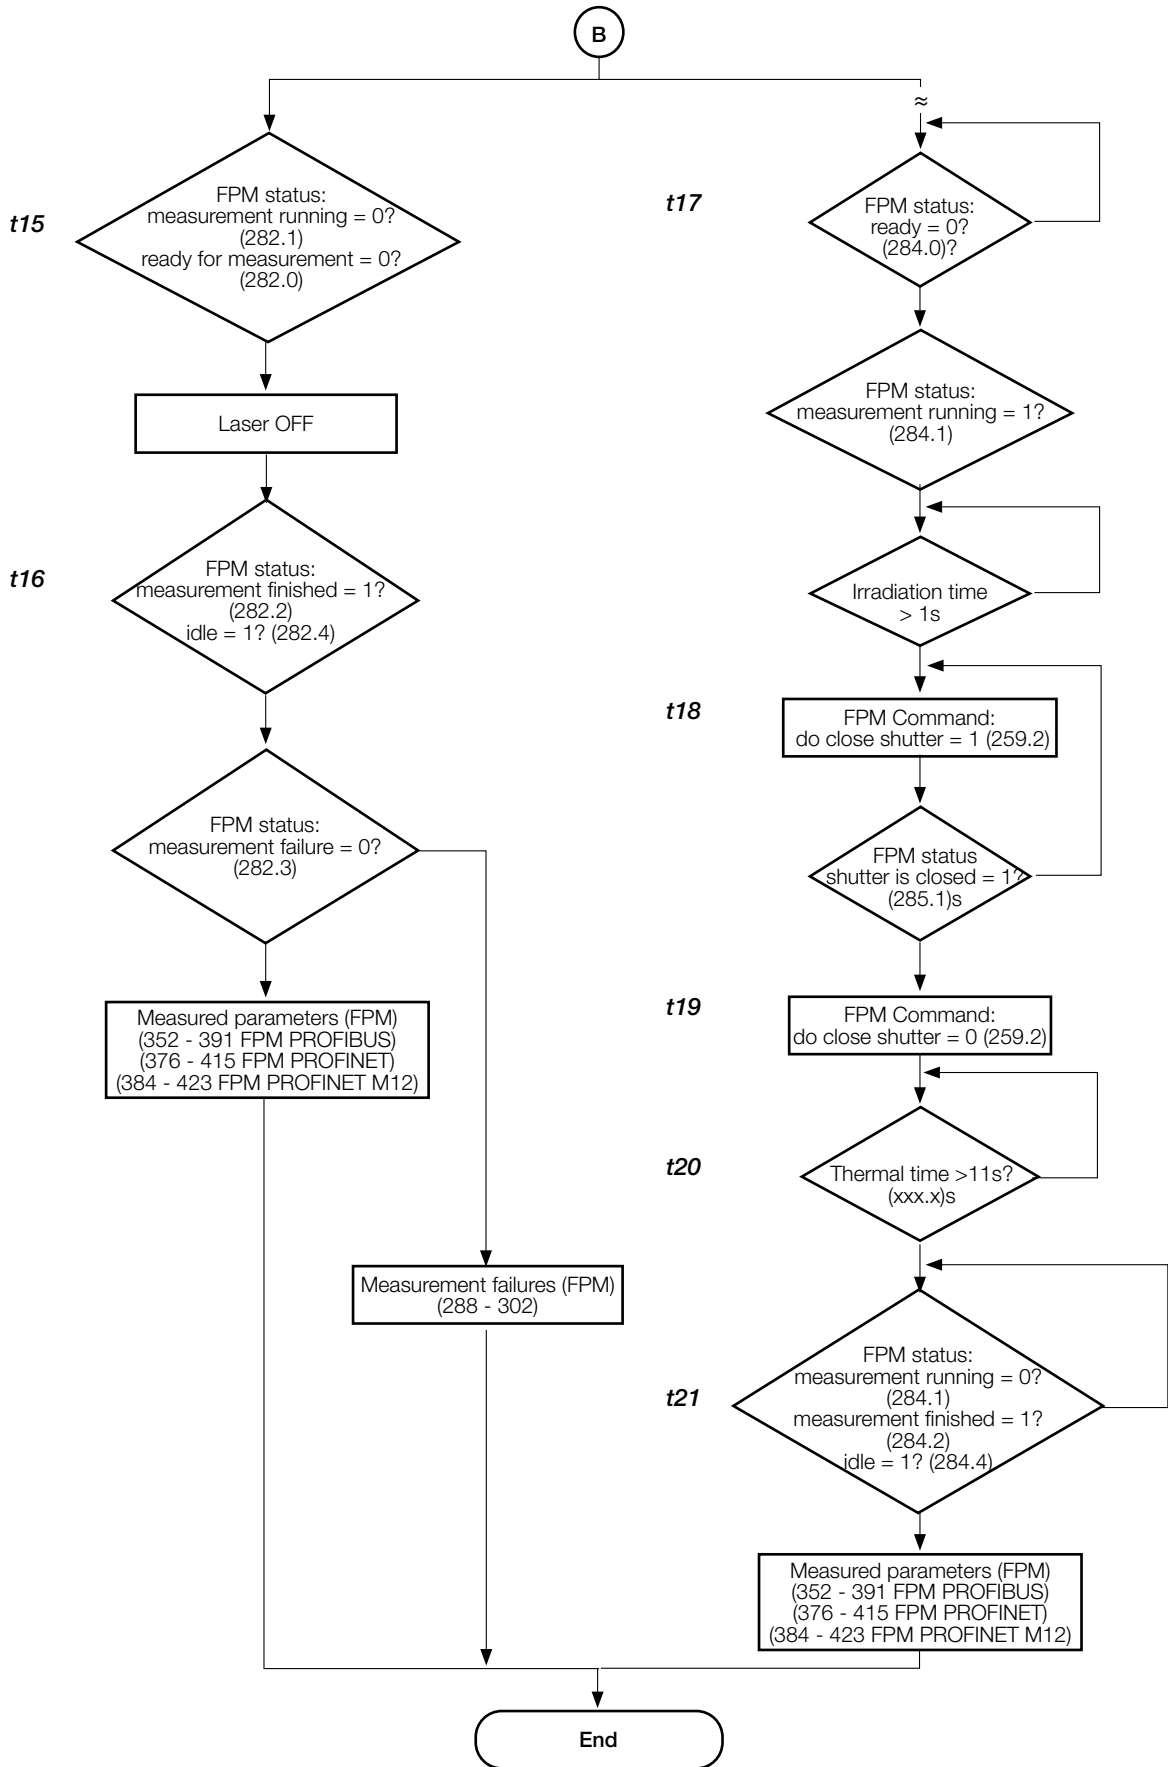 B
≈
t15
FPM status:
measurement running = 0?
(282.1)
ready for measurement = 0?
(282.0)
Laser OFF
t16
FPM status:
measurement finished = 1?
(282.2)
idle = 1? (282.4)
FPM status:
measurement failure = 0?
(282.3)
Measured parameters (FPM)
(352 - 391 FPM PROFIBUS)
(376 - 415 FPM PROFINET)
(384 - 423 FPM PROFINET M12)
Measurement failures (FPM)
(288 - 302)
t17
FPM status:
ready = 0?
(284.0)?
FPM status:
measurement running = 1?
(284.1)
Irradiation time
> 1s
t18
FPM Command:
do close shutter = 1 (259.2)
FPM status
shutter is closed = 1?
(285.1)s
t19
FPM Command:
do close shutter = 0 (259.2)
t20
Thermal time >11s?
(xxx.x)s
t21
FPM status:
measurement running = 0?
(284.1)
measurement finished = 1?
(284.2)
idle = 1? (284.4)
Measured parameters (FPM)
(352 - 391 FPM PROFIBUS)
(376 - 415 FPM PROFINET)
(384 - 423 FPM PROFINET M12)
End